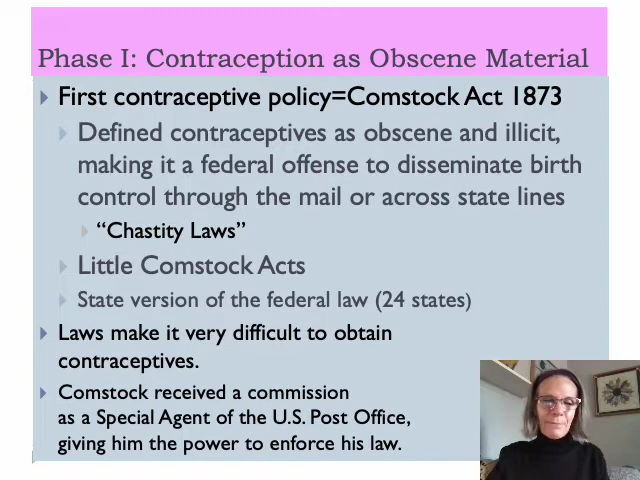 Phase I: Contraception as Obscene Material
First contraceptive policy=Comstock Act 1873
Defined contraceptives as obscene and illicit,
making it a federal offense to disseminate birth
control through the mail or across state lines
“Chastity Laws”
Little Comstock Acts
State version of the federal law (24 states)
Laws make it very difficult to obtain
contraceptives.
Comstock received a commission
as a Special Agent of the U.S. Post Office,
giving him the power to enforce his law.